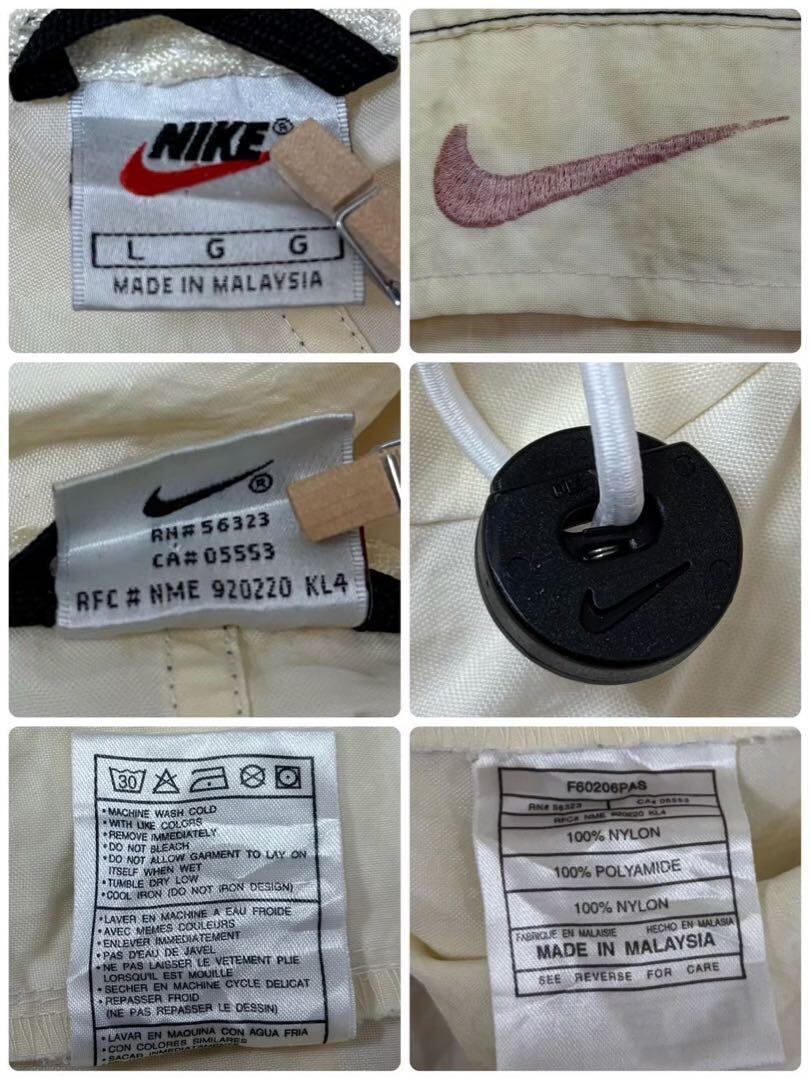 NIKE®
L G G
MADE IN MALAYSIA
®
RN# 56323
CA# 05553
RFC # NME 920220 KL4
30
• MACHINE WASH COLD
• WITH LIKE COLORS
• REMOVE IMMEDIATELY
• DO NOT BLEACH
• DO NOT ALLOW GARMENT TO LAY ON
ITSELF WHEN WET
• TUMBLE DRY LOW
• COOL IRON (DO NOT IRON DESIGN)
• LAVER EN MACHINE A EAU FROIDE
• AVEC MEMES COULEURS
• ENLEVER IMMEDIATEMENT
• PAS D'EAU DE JAVEL
• NE PAS LAISSER LE VETEMENT PLIE
LORSQU'IL EST MOUILLE
• SECHER EN MACHINE CYCLE DELICAT
• REPASSER FROID
(NE PAS REPASSER LE DESSIN)
• LAVAR EN MAQUINA CON AGUA FRIA
• CON COLORES SIMILARES
• SACAR INMEDIATAMENTE
F60206PAS
RN# 56323 CA# 05553
RFC# NME 920220 KL4
100% NYLON
100% POLYAMIDE
100% NYLON
FABRIQUE EN MALAISIE HECHO EN MALASIA
MADE IN MALAYSIA
SEE REVERSE FOR CARE